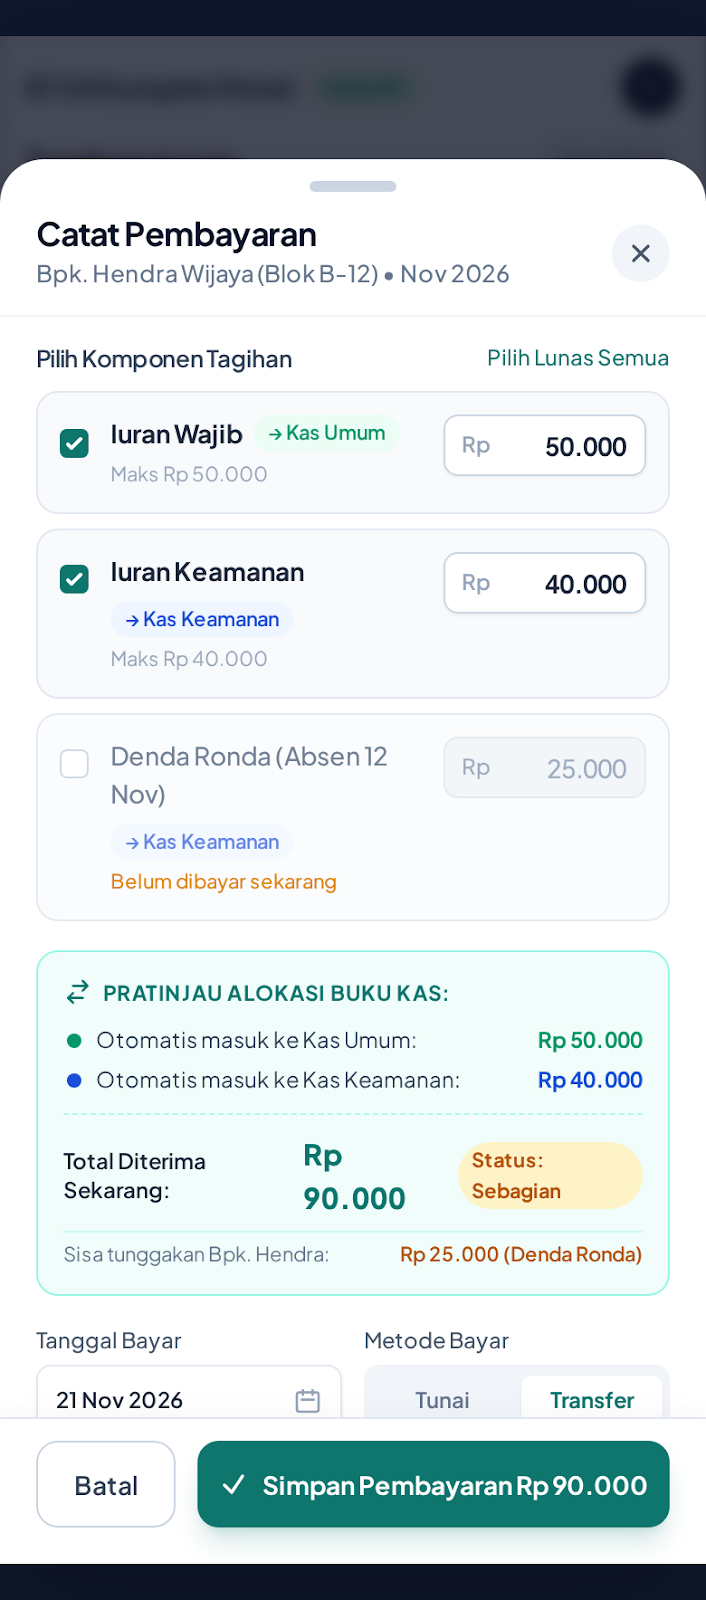 Catat Pembayaran
Bpk. Hendra Wijaya (Blok B-12) • Nov 2026
Pilih Komponen Tagihan
Pilih Lunas Semua
Iuran Wajib → Kas Umum
Maks Rp 50.000
Rp 50.000
Iuran Keamanan
→ Kas Keamanan
Maks Rp 40.000
Rp 40.000
Denda Ronda (Absen 12
Nov)
→ Kas Keamanan
Belum dibayar sekarang
Rp 25.000
PRATINJAU ALOKASI BUKU KAS:
Otomatis masuk ke Kas Umum: Rp 50.000
Otomatis masuk ke Kas Keamanan: Rp 40.000
Total Diterima
Sekarang:
Rp
90.000
Status:
Sebagian
Sisa tunggakan Bpk. Hendra: Rp 25.000 (Denda Ronda)
Tanggal Bayar
21 Nov 2026
Metode Bayar
Tunai Transfer
Batal
Simpan Pembayaran Rp 90.000